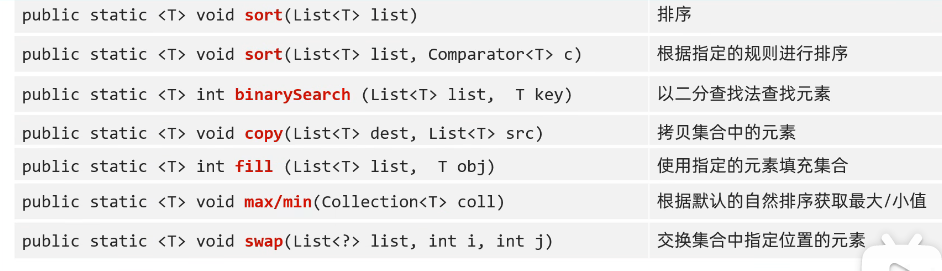 public static <T> void sort(List<T> list) 排序
public static <T> void sort(List<T> list, Comparator<T> c) 根据指定的规则进行排序
public static <T> int binarySearch (List<T> list, T key) 以二分查找法查找元素
public static <T> void copy(List<T> dest, List<T> src) 拷贝集合中的元素
public static <T> int fill (List<T> list, T obj) 使用指定的元素填充集合
public static <T> void max/min(Collection<T> coll) 根据默认的自然排序获取最大/小值
public static <T> void swap(List<?> list, int i, int j) 交换集合中指定位置的元素